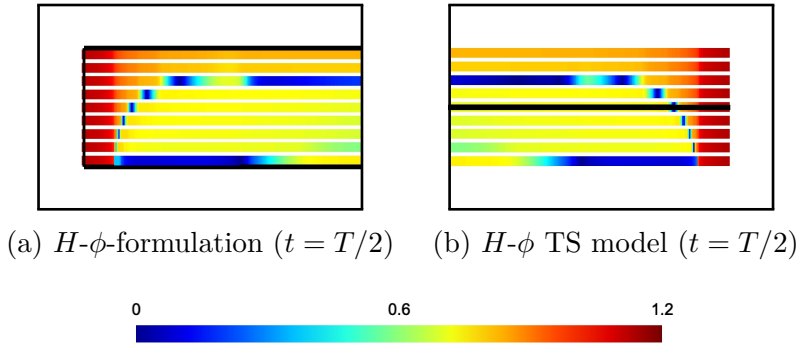 (a) H-ϕ-formulation (t = T/2)
(b) H-ϕ TS model (t = T/2)
0 0.6 1.2